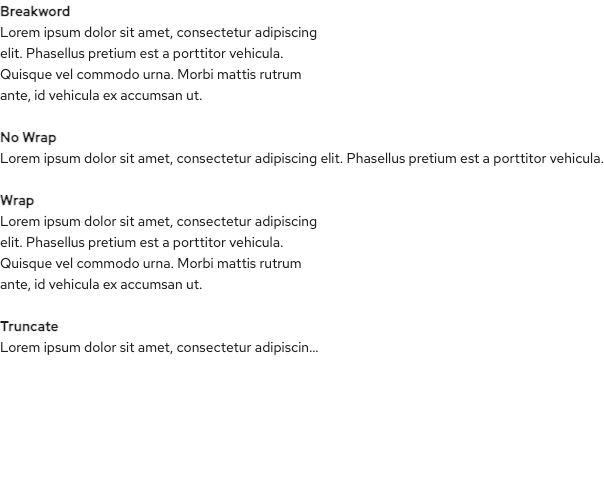 Breakword
Lorem ipsum dolor sit amet, consectetur adipiscing
elit. Phasellus pretium est a porttitor vehicula.
Quisque vel commodo urna. Morbi mattis rutrum
ante, id vehicula ex accumsan ut.
No Wrap
Lorem ipsum dolor sit amet, consectetur adipiscing elit. Phasellus pretium est a porttitor vehicula.
Wrap
Lorem ipsum dolor sit amet, consectetur adipiscing
elit. Phasellus pretium est a porttitor vehicula.
Quisque vel commodo urna. Morbi mattis rutrum
ante, id vehicula ex accumsan ut.
Truncate
Lorem ipsum dolor sit amet, consectetur adipiscin...